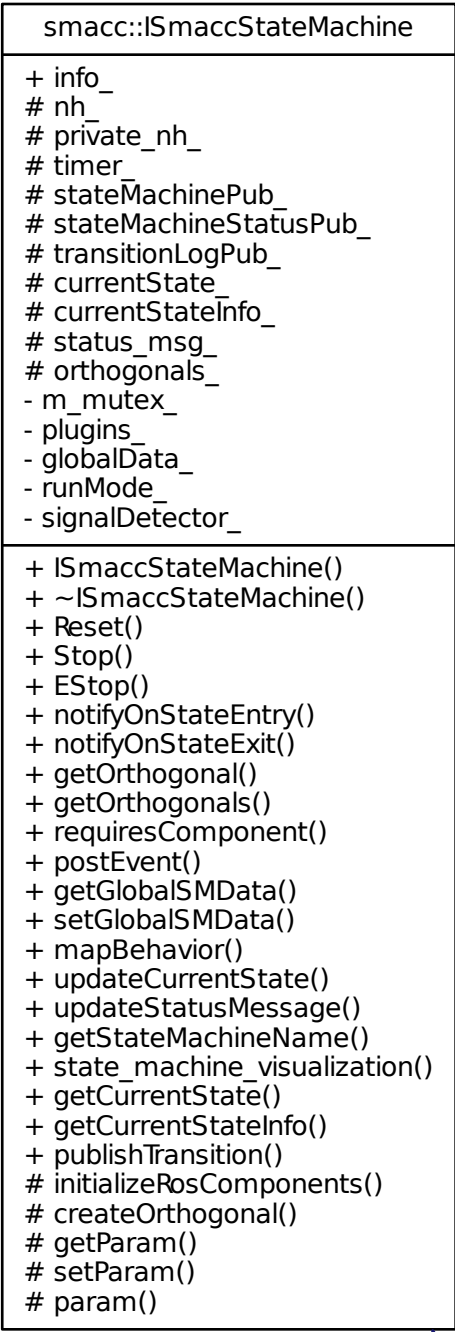 smacc::ISmaccStateMachine
+ info_
# nh_
# private_nh_
# timer_
# stateMachinePub_
# stateMachineStatusPub_
# transitionLogPub_
# currentState_
# currentStateInfo_
# status_msg_
# orthogonals_
- m_mutex_
- plugins_
- globalData_
- runMode_
- signalDetector_
+ ISmaccStateMachine()
+ ~ISmaccStateMachine()
+ Reset()
+ Stop()
+ EStop()
+ notifyOnStateEntry()
+ notifyOnStateExit()
+ getOrthogonal()
+ getOrthogonals()
+ requiresComponent()
+ postEvent()
+ getGlobalSMData()
+ setGlobalSMData()
+ mapBehavior()
+ updateCurrentState()
+ updateStatusMessage()
+ getStateMachineName()
+ state_machine_visualization()
+ getCurrentState()
+ getCurrentStateInfo()
+ publishTransition()
# initializeRosComponents()
# createOrthogonal()
# getParam()
# setParam()
# param()